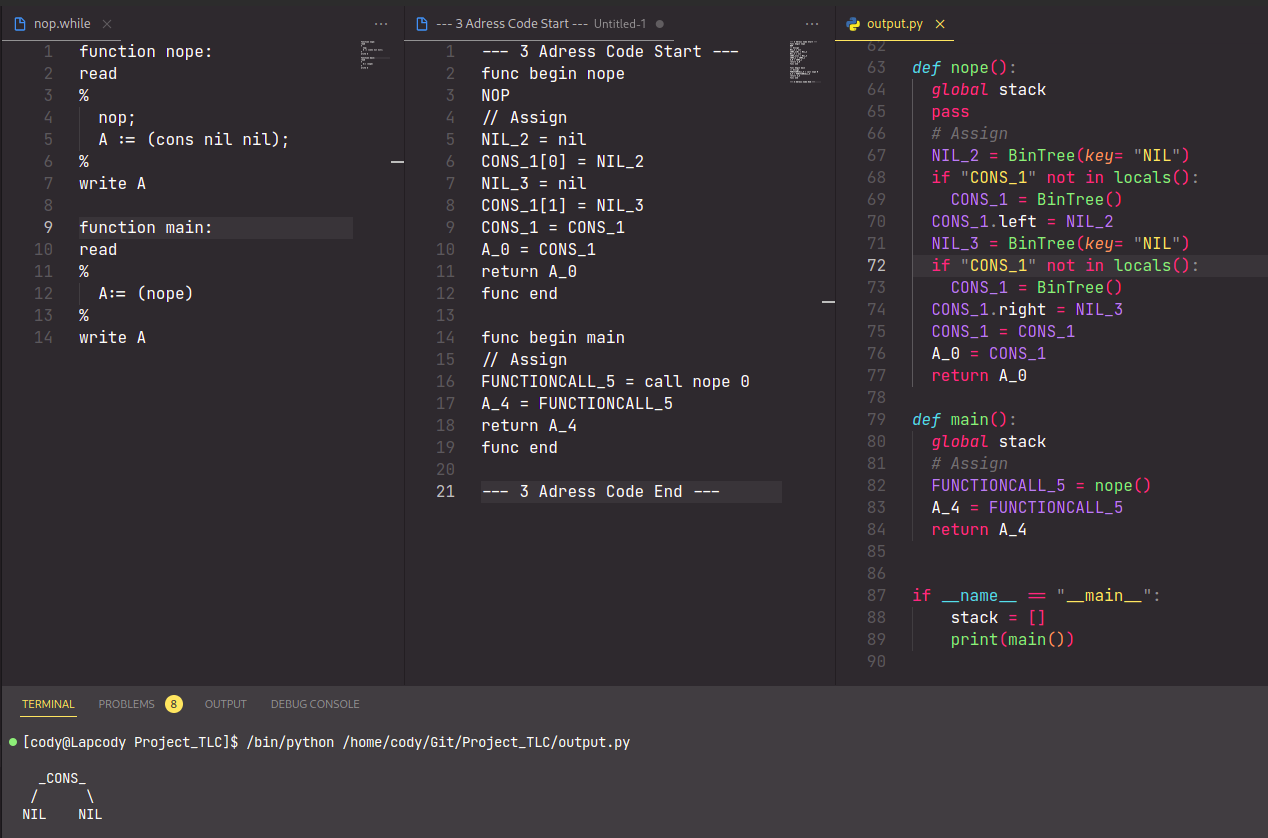 nop.while × ···
1 function nope:
2 read
3 %
4 nop;
5 A := (cons nil nil);
6 %
7 write A
8
9 function main:
10 read
11 %
12 A:= (nope)
13 %
14 write A
--- 3 Adress Code Start --- Untitled-1 ● ···
1 --- 3 Adress Code Start ---
2 func begin nope
3 NOP
4 // Assign
5 NIL_2 = nil
6 CONS_1[0] = NIL_2
7 NIL_3 = nil
8 CONS_1[1] = NIL_3
9 CONS_1 = CONS_1
10 A_0 = CONS_1
11 return A_0
12 func end
13
14 func begin main
15 // Assign
16 FUNCTIONCALL_5 = call nope 0
17 A_4 = FUNCTIONCALL_5
18 return A_4
19 func end
20
21 --- 3 Adress Code End ---
output.py ×
62
63 def nope():
64 global stack
65 pass
66 # Assign
67 NIL_2 = BinTree(key= "NIL")
68 if "CONS_1" not in locals():
69 CONS_1 = BinTree()
70 CONS_1.left = NIL_2
71 NIL_3 = BinTree(key= "NIL")
72 if "CONS_1" not in locals():
73 CONS_1 = BinTree()
74 CONS_1.right = NIL_3
75 CONS_1 = CONS_1
76 A_0 = CONS_1
77 return A_0
78
79 def main():
80 global stack
81 # Assign
82 FUNCTIONCALL_5 = nope()
83 A_4 = FUNCTIONCALL_5
84 return A_4
85
86
87 if __name__ == "__main__":
88 stack = []
89 print(main())
90
TERMINAL PROBLEMS 8 OUTPUT DEBUG CONSOLE
[cody@Lapcody Project_TLC]$ /bin/python /home/cody/Git/Project_TLC/output.py
_CONS_
/ \
NIL NIL